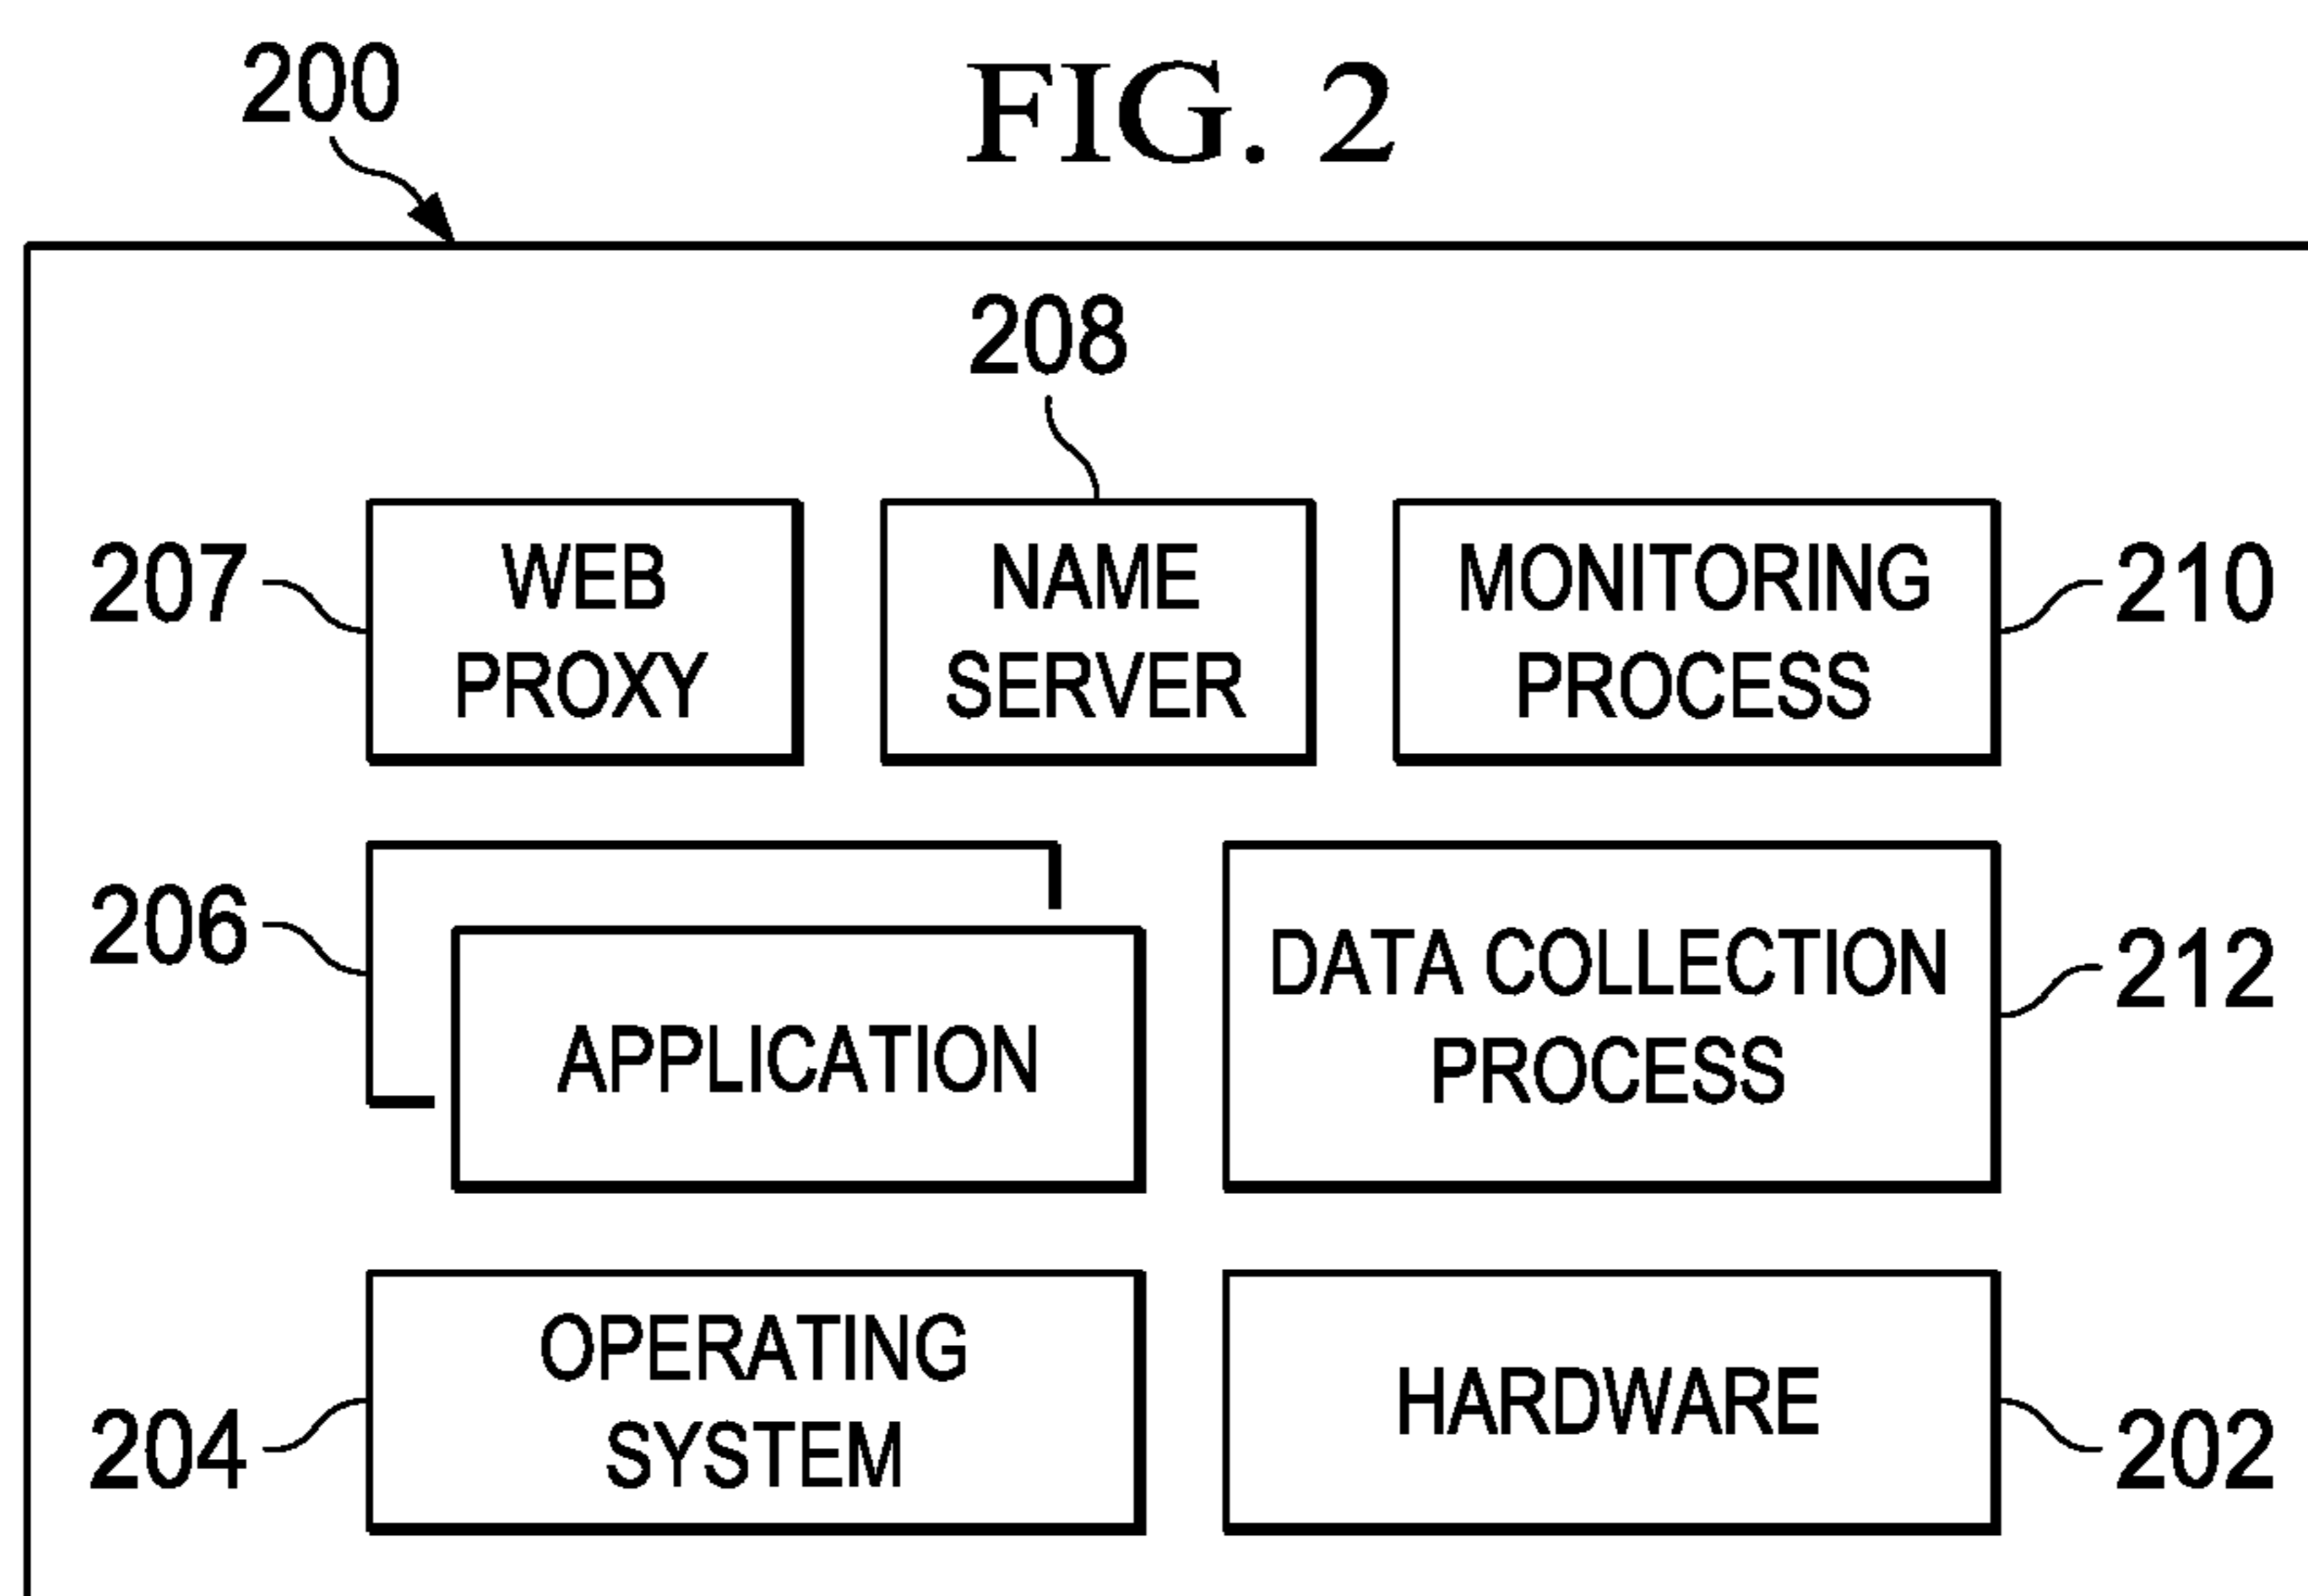 200
FIG. 2
208
207
WEB
PROXY
NAME
SERVER
MONITORING
PROCESS
210
206
APPLICATION
DATA COLLECTION
PROCESS
212
204
OPERATING
SYSTEM
HARDWARE
202